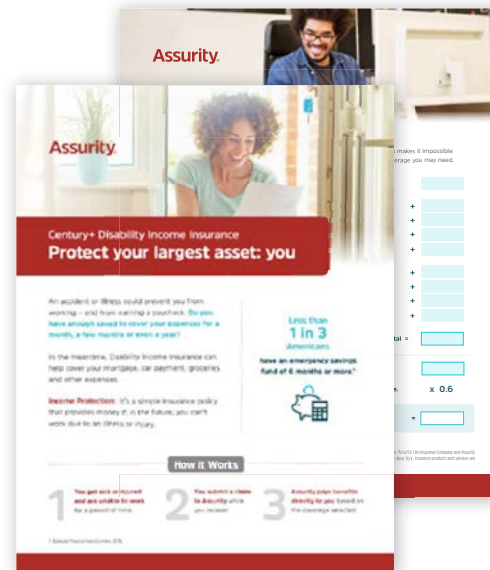 Assurity
makes it impossible
erage you may need.
+
+
+
+
+
+
+
+
tal =
x 0.6
=
Assurity
Century+ Disability Income Insurance
Protect your largest asset: you
An accident or illness could prevent you from
working – and from earning a paycheck. Do you
have enough saved to cover your expenses for a
month, a few months or even a year?
In the meantime, Disability Income Insurance can
help cover your mortgage, car payment, groceries
and other expenses.
Income Protection: It's a simple insurance policy
that provides money if, in the future, you can't
work due to an illness or injury.
Less than
1 in 3
Americans
have an emergency savings
fund of 6 months or more.¹
How it Works
1
You get sick or injured
and are unable to work
for a period of time.
2
You submit a claim
to Assurity while
you recover.
3
Assurity pays benefits
directly to you based on
the coverage selected.